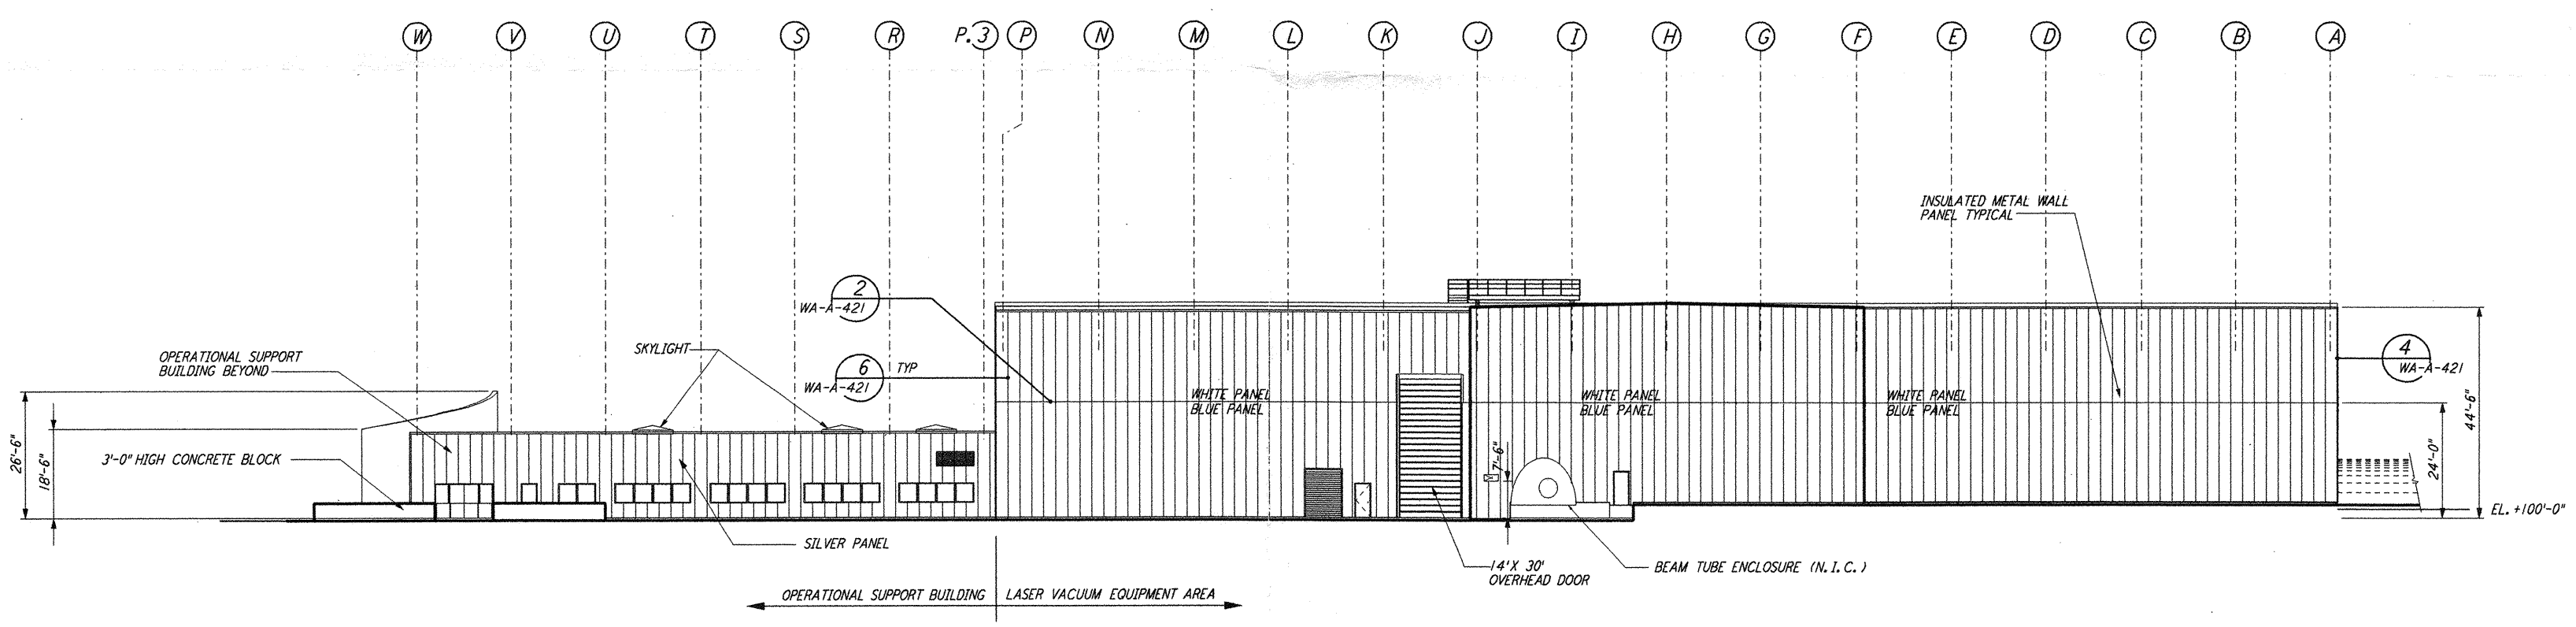 W V U T S R P.3 P N M L K J I H G F E D C B A
INSULATED METAL WALL
PANEL TYPICAL
2
WA-A-421
6 TYP
WA-A-421
4
WA-A-421
OPERATIONAL SUPPORT
BUILDING BEYOND
SKYLIGHT
WHITE PANEL
BLUE PANEL
WHITE PANEL
BLUE PANEL
WHITE PANEL
BLUE PANEL
26'-6"
18'-6"
3'-0" HIGH CONCRETE BLOCK
7'-6"
44'-6"
24'-0"
EL. +100'-0"
SILVER PANEL
14' X 30'
OVERHEAD DOOR
BEAM TUBE ENCLOSURE (N.I.C.)
OPERATIONAL SUPPORT BUILDING
LASER VACUUM EQUIPMENT AREA